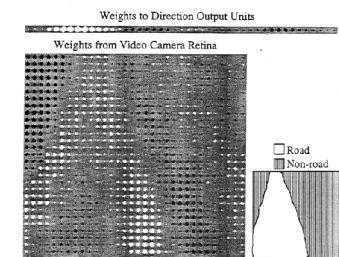 Weights to Direction Output Units
Weights from Video Camera Retina
Road
Non-road